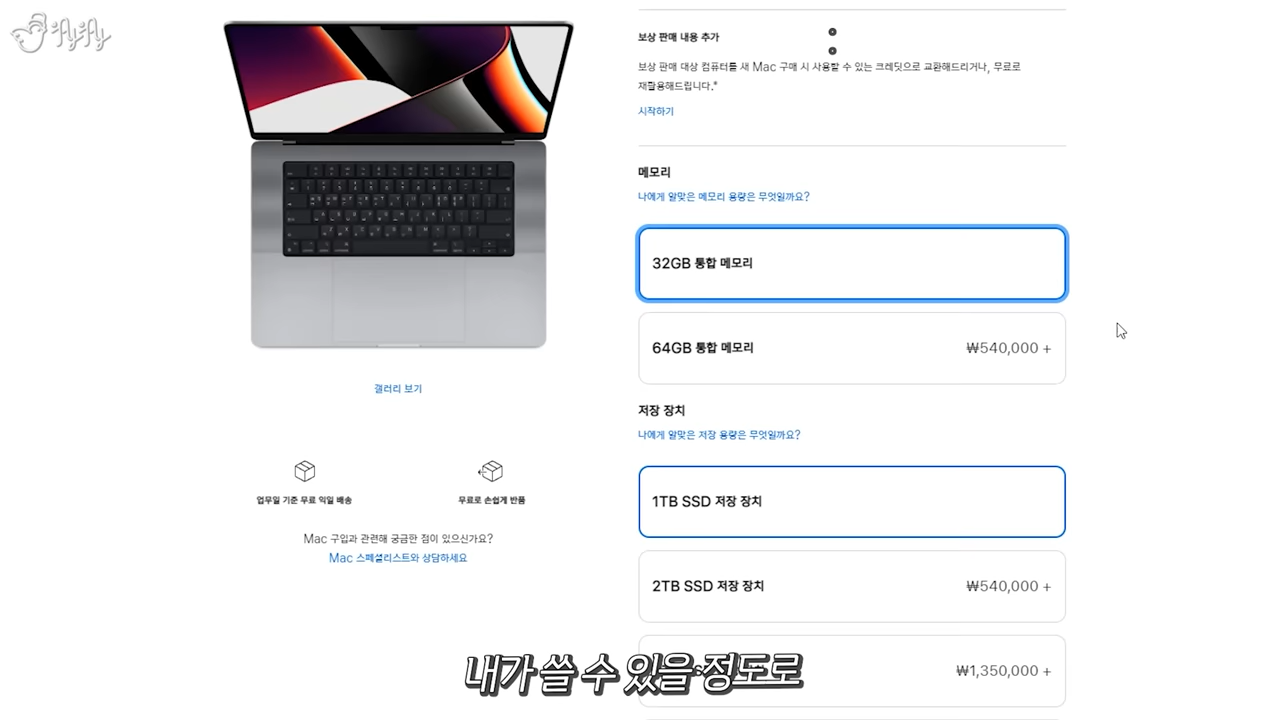 보상 판매 내용 추가
보상 판매 대상 컴퓨터를 새 Mac 구매 시 사용할 수 있는 크레딧으로 교환해드리거나, 무료로
재활용해드립니다.*
시작하기
메모리
나에게 알맞은 메모리 용량은 무엇일까요?
32GB 통합 메모리
64GB 통합 메모리
₩540,000 +
저장 장치
나에게 알맞은 저장 용량은 무엇일까요?
1TB SSD 저장 장치
2TB SSD 저장 장치
₩540,000 +
₩1,350,000 +
갤러리 보기
업무일 기준 무료 익일 배송
무료로 손쉽게 반품
Mac 구입과 관련해 궁금한 점이 있으신가요?
Mac 스페셜리스트와 상담하세요
내가 쓸 수 있을 정도로